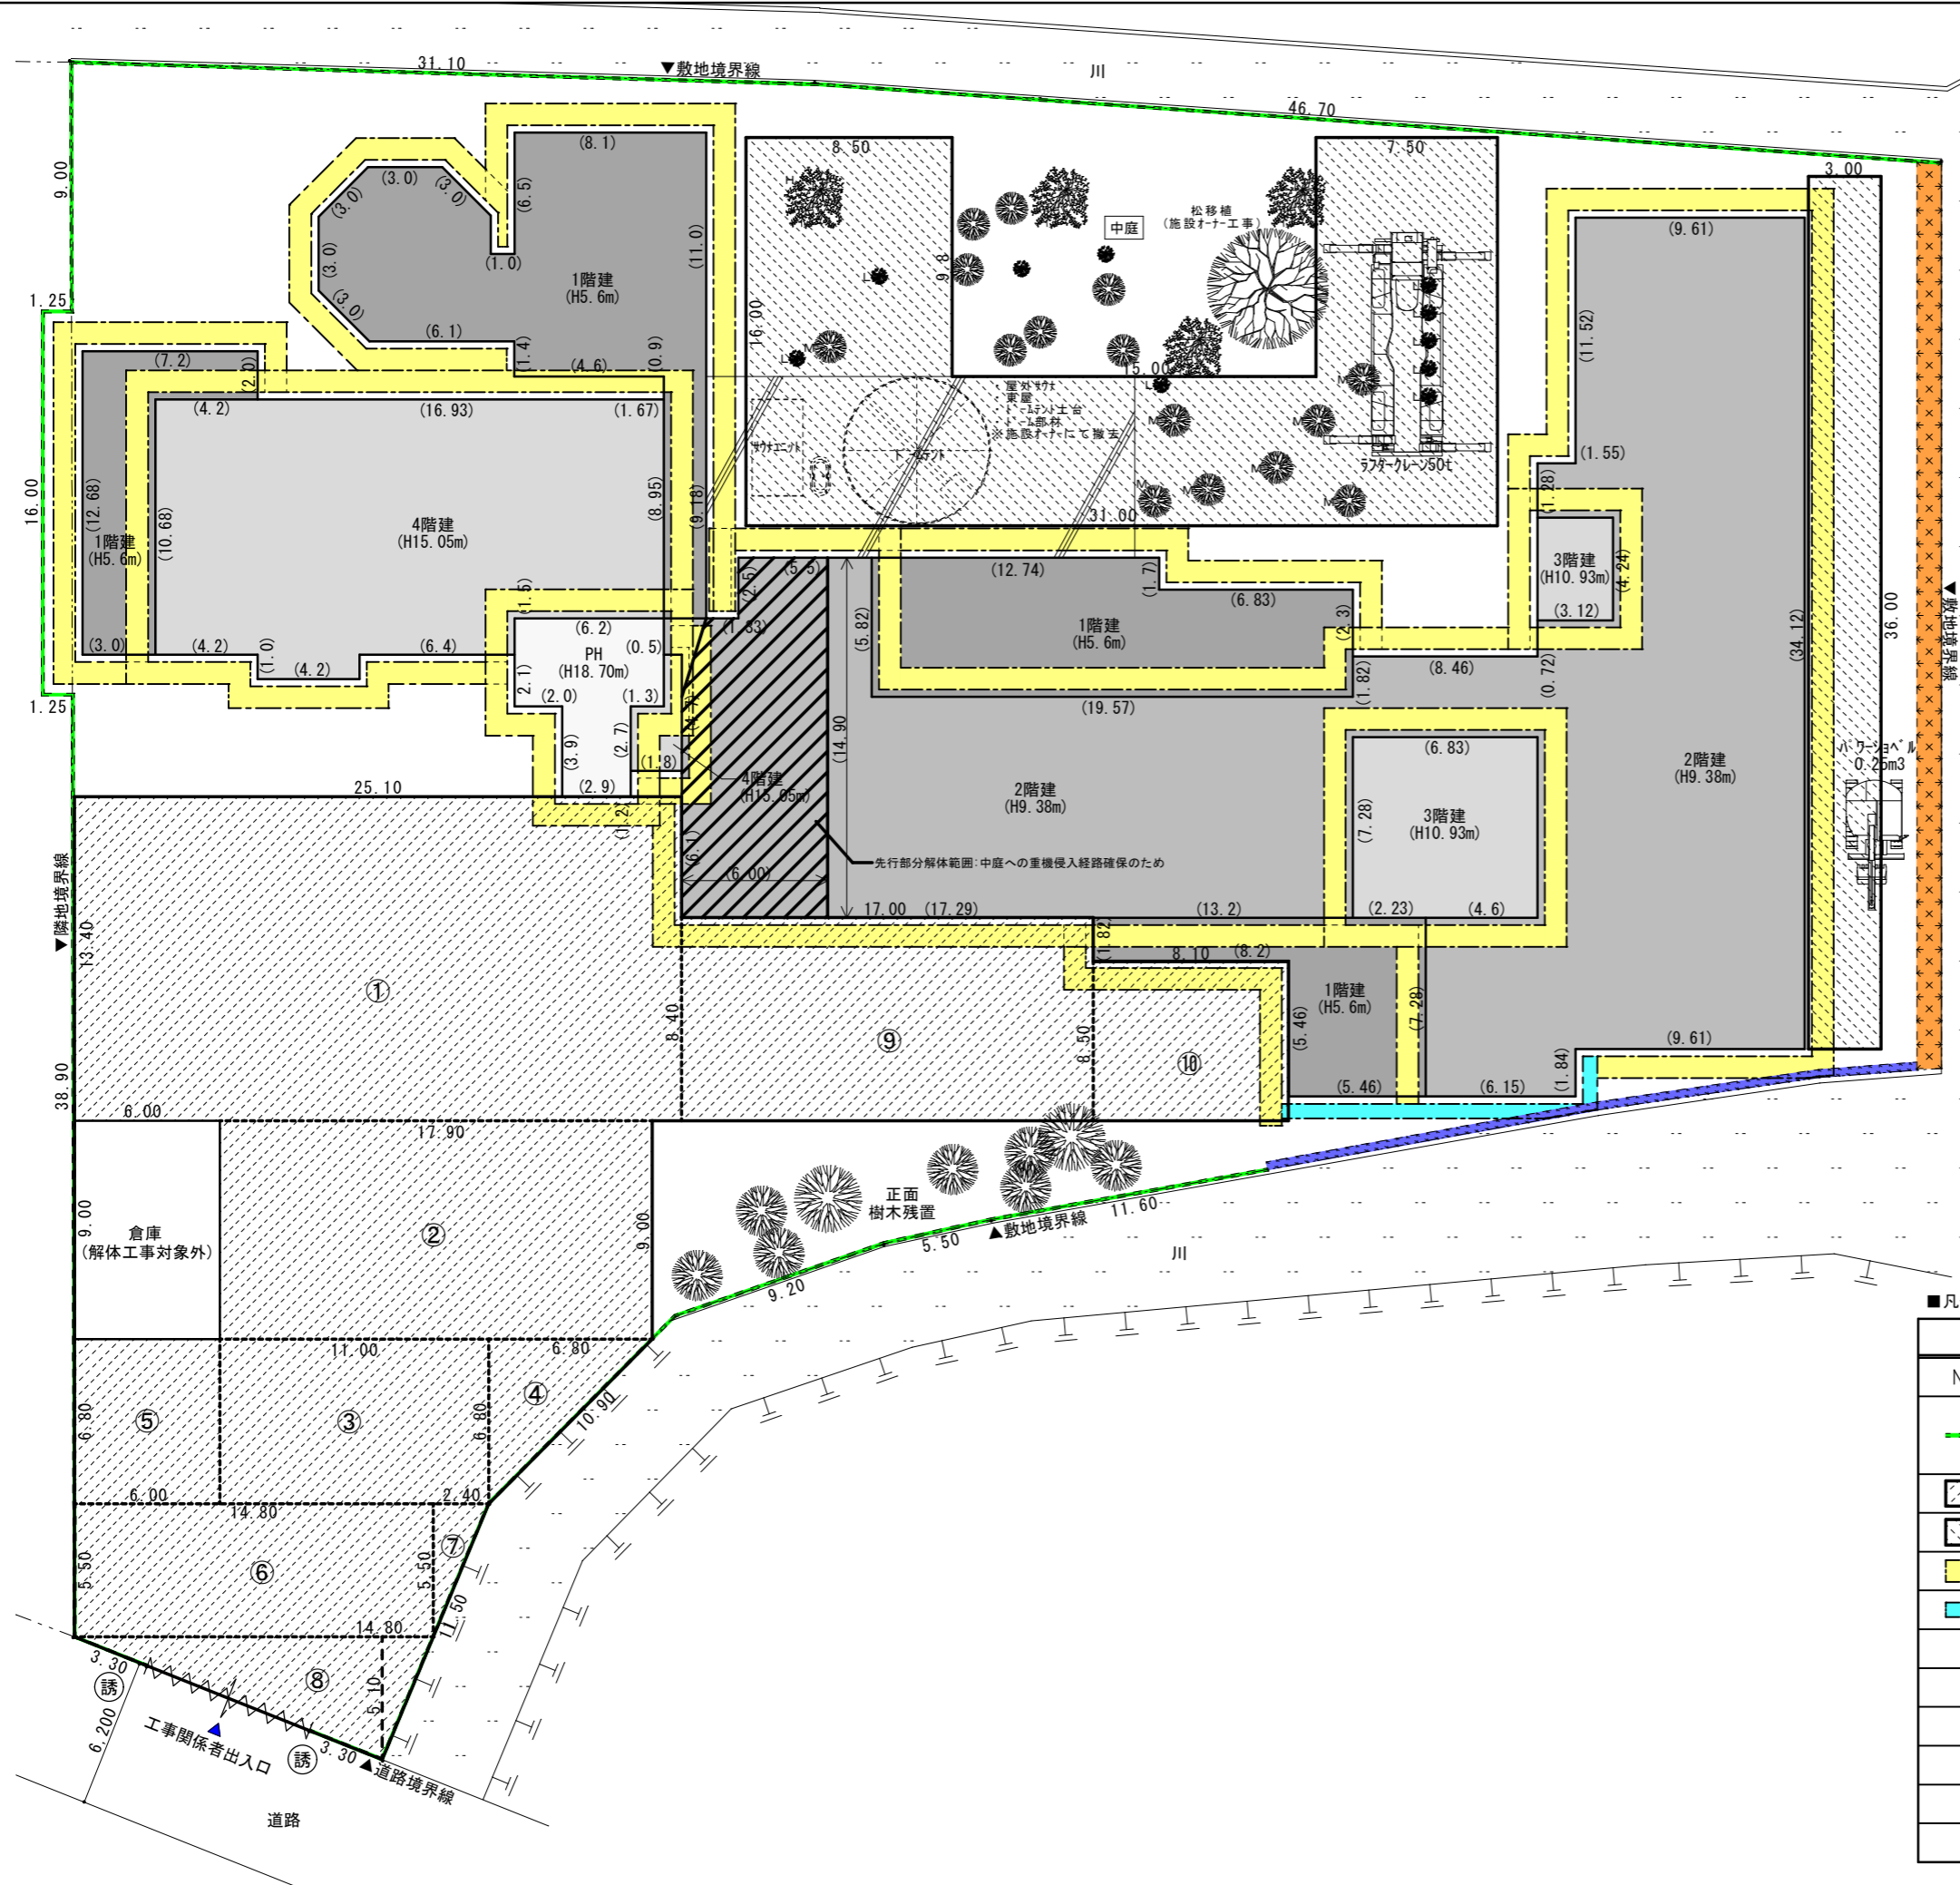 31.10
▼敷地境界線
川
46.70
9.00
(8.1)
8.50
7.50
3.00
(3.0)
(3.0)
(3.0)
(6.5)
中庭
松移植
(施設オーナー工事)
(9.61)
(3.0)
(1.0)
(11.0)
9.8
1階建
(H5.6m)
1.25
(3.0)
(6.1)
(1.4)
(4.6)
(0.9)
16.00
15.00
(11.52)
(7.2)
(2.0)
(4.2)
(16.93)
(1.67)
屋外サウナ
東屋
ドームテント土台
ドーム部材
※施設オーナーにて撤去
サウナユニット
ドームテント
ラフタークレーン50t
(1.55)
16.00
(12.68)
(10.68)
4階建
(H15.05m)
(8.95)
(9.18)
31.00
(1.28)
1階建
(H5.6m)
3階建
(H10.93m)
(4.24)
(3.12)
(1.5)
(2.5)
(5.5)
(12.74)
(1.7)
(6.83)
(5.82)
1階建
(H5.6m)
(2.3)
(34.12)
36.00
▼敷地境界線
(3.0)
(4.2)
(1.0)
(4.2)
(6.4)
(6.2)
PH
(H18.70m)
(0.5)
(1.33)
2.1)
(2.0)
(1.3)
(4.7)
(19.57)
(1.82)
(8.46)
(0.72)
1.25
(3.9)
(2.7)
(1.8)
(2.9)
(14.90)
(6.83)
パワーショベル
0.25m3
25.10
4階建
(H15.05m)
2階建
(H9.38m)
2階建
(H9.38m)
(7.28)
3階建
(H10.93m)
(1.2)
(6.1)
(6.00)
先行部分解体範囲:中庭への重機侵入経路確保のため
▼隣地境界線
13.40
17.00
(17.29)
(13.2)
(2.23)
(4.6)
(1.82)
8.10
(8.2)
①
8.40
⑨
8.50
⑩
1階建
(H5.6m)
(5.46)
(7.28)
(9.61)
(5.46)
(6.15)
(1.84)
38.90
6.00
17.90
9.00
倉庫
(解体工事対象外)
②
9.00
正面
樹木残置
11.60
▲敷地境界線
5.50
9.20
川
■凡
11.00
6.80
④
⑤
③
6.80
6.80
10.90
6.00
14.80
2.40
⑦
5.50
⑥
5.50
11.50
14.80
3.30
⑧
5.10
誘
6,200
工事関係者出入口
誘
3.30
▲道路境界線
道路